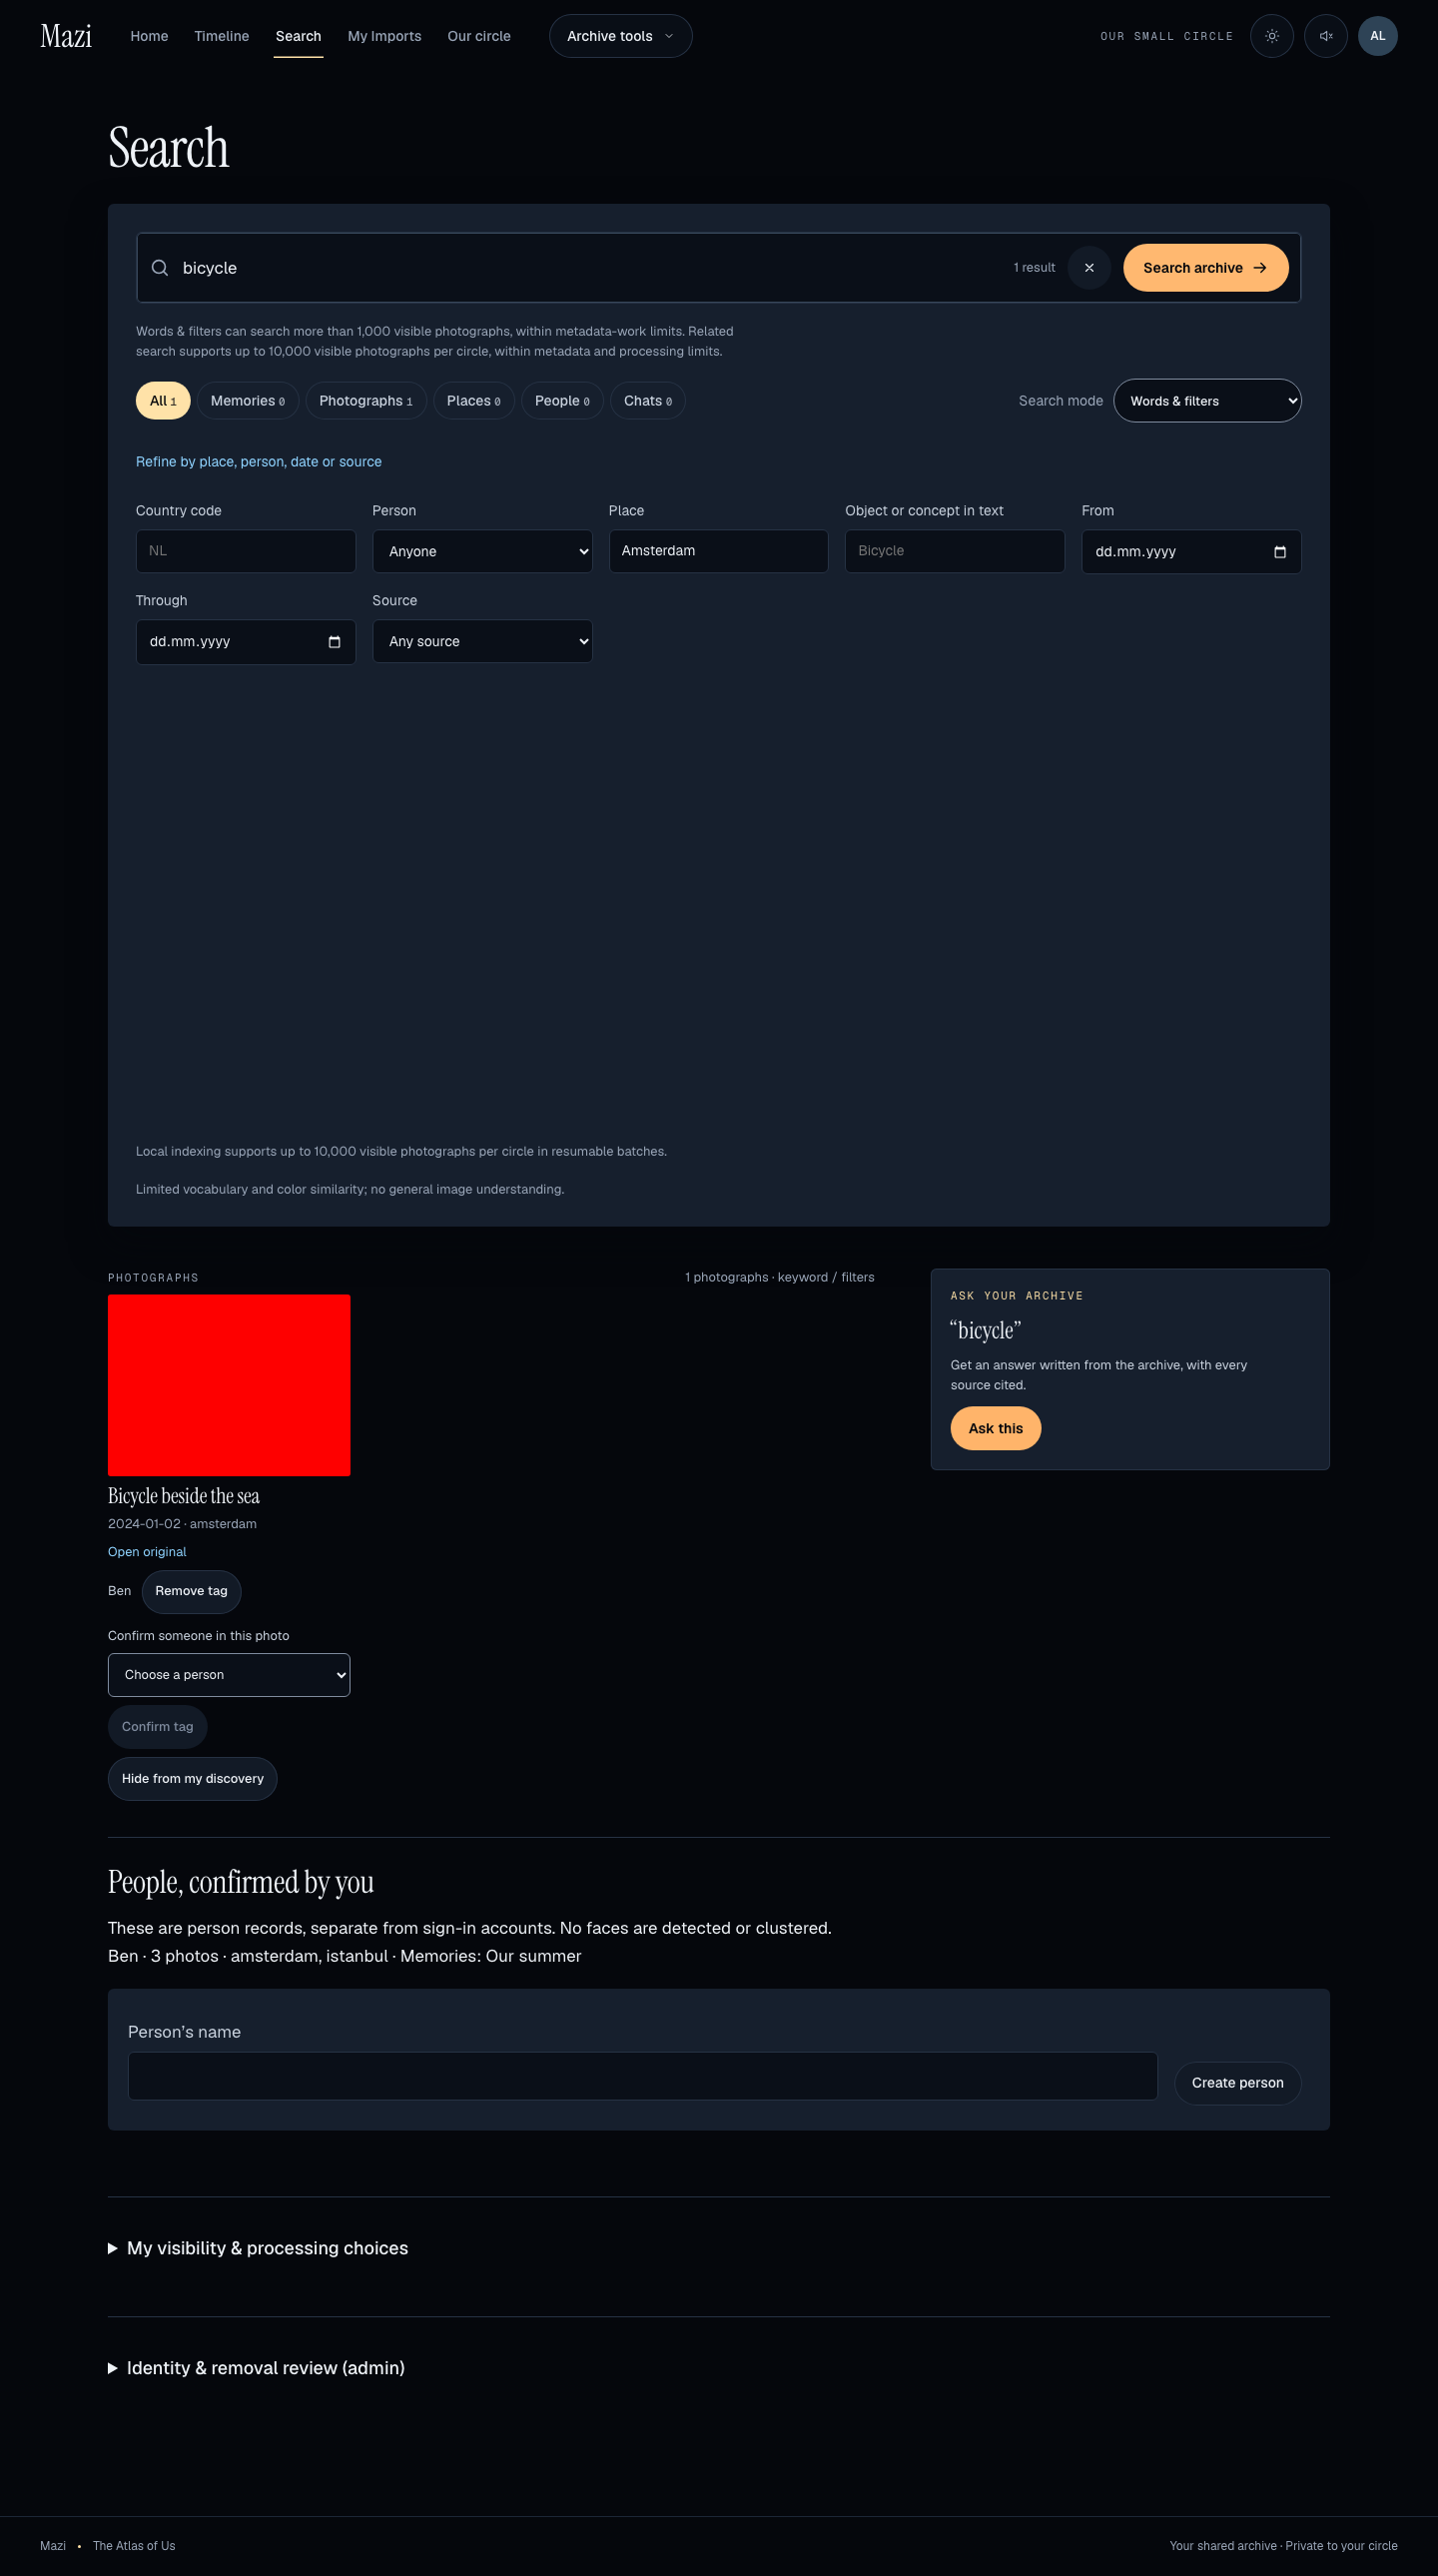 Mazi Home Timeline Search My Imports Our circle Archive tools OUR SMALL CIRCLE AL
Search
bicycle 1 result Search archive →
Words & filters can search more than 1,000 visible photographs, within metadata-work limits. Related
search supports up to 10,000 visible photographs per circle, within metadata and processing limits.
All 1 Memories 0 Photographs 1 Places 0 People 0 Chats 0 Search mode Words & filters
Refine by place, person, date or source
Country code Person Place Object or concept in text From
NL Anyone Amsterdam Bicycle dd.mm.yyyy
Through Source
dd.mm.yyyy Any source
Local indexing supports up to 10,000 visible photographs per circle in resumable batches.
Limited vocabulary and color similarity; no general image understanding.
PHOTOGRAPHS 1 photographs · keyword / filters
Bicycle beside the sea
2024-01-02 · amsterdam
Open original
Ben Remove tag
Confirm someone in this photo
Choose a person
Confirm tag
Hide from my discovery
ASK YOUR ARCHIVE
“bicycle”
Get an answer written from the archive, with every
source cited.
Ask this
People, confirmed by you
These are person records, separate from sign-in accounts. No faces are detected or clustered.
Ben · 3 photos · amsterdam, istanbul · Memories: Our summer
Person’s name
Create person
My visibility & processing choices
Identity & removal review (admin)
Mazi • The Atlas of Us Your shared archive · Private to your circle